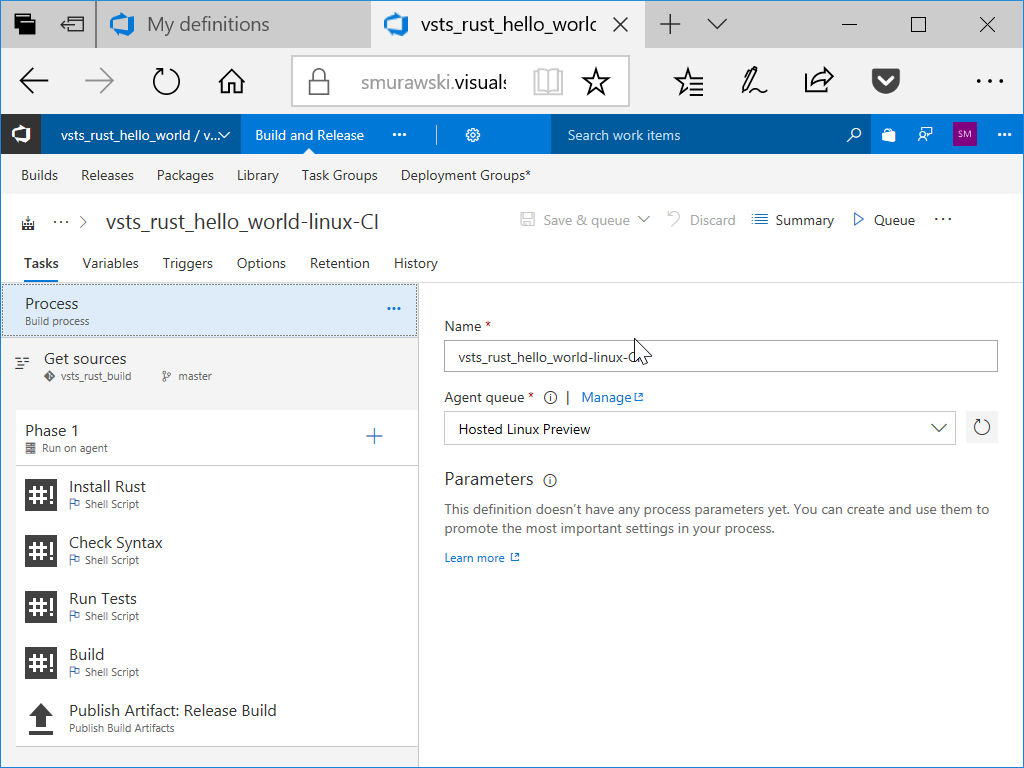 My definitions
vsts_rust_hello_worlc
smurawski.visuals
vsts_rust_hello_world / v...
Build and Release
Search work items
SM
Builds Releases Packages Library Task Groups Deployment Groups*
vsts_rust_hello_world-linux-CI
Save & queue
Discard
Summary
Queue
Tasks Variables Triggers Options Retention History
Process
Build process
Get sources
vsts_rust_build master
Phase 1
Run on agent
#! Install Rust
Shell Script
#! Check Syntax
Shell Script
#! Run Tests
Shell Script
#! Build
Shell Script
Publish Artifact: Release Build
Publish Build Artifacts
Name *
vsts_rust_hello_world-linux-C
Agent queue * | Manage
Hosted Linux Preview
Parameters
This definition doesn't have any process parameters yet. You can create and use them to
promote the most important settings in your process.
Learn more